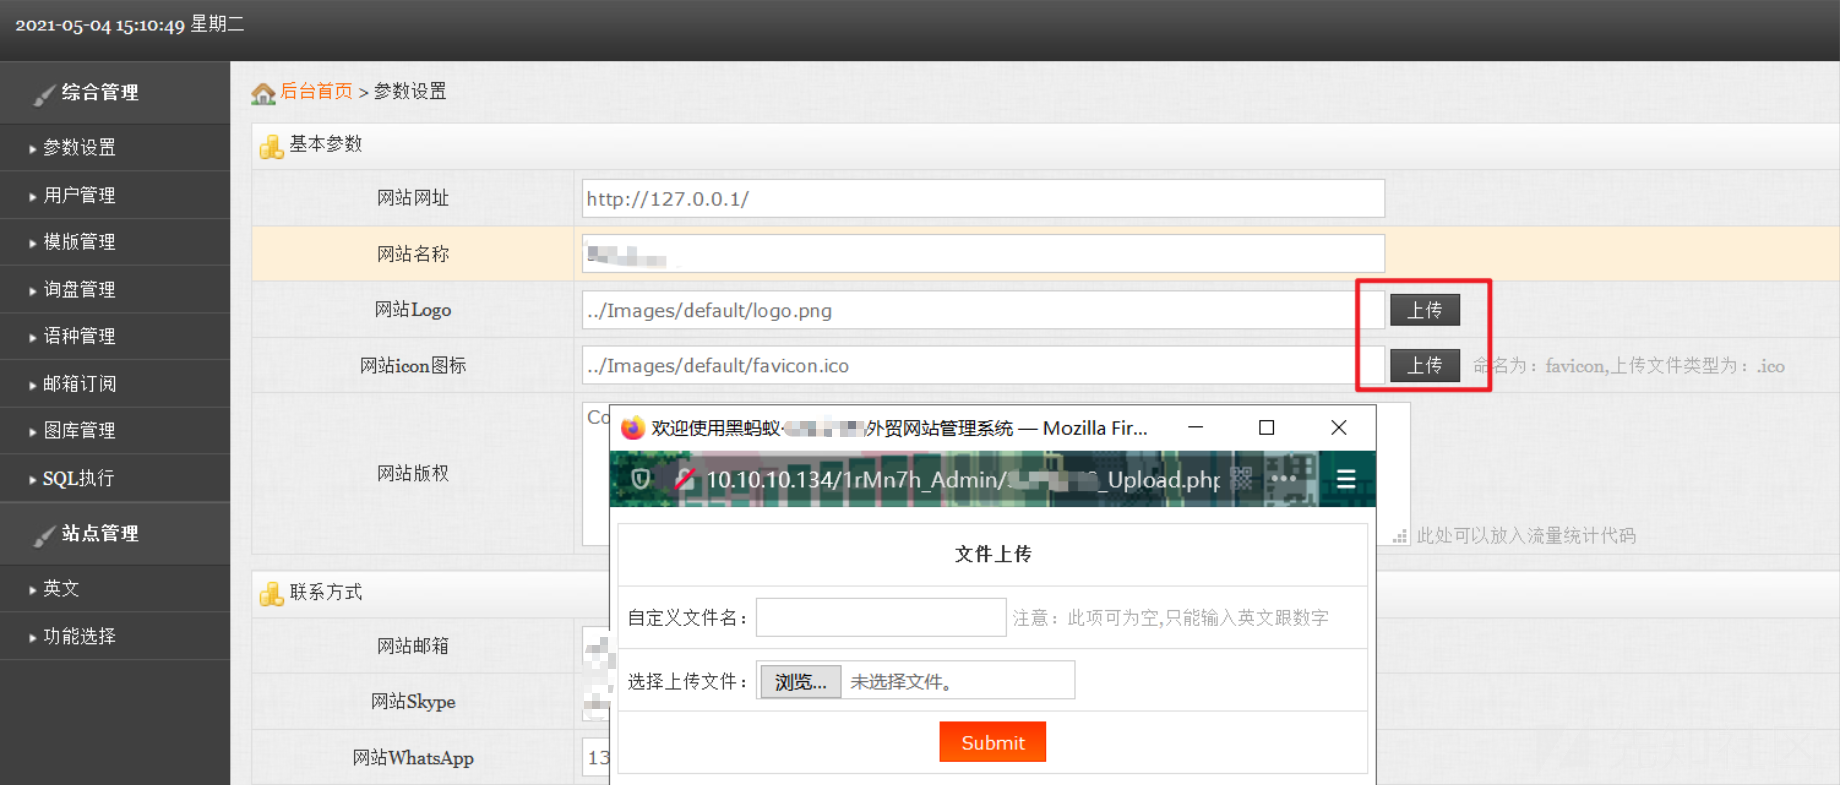 2021-05-04 15:10:49 星期二
综合管理
参数设置
用户管理
模版管理
询盘管理
语种管理
邮箱订阅
图库管理
SQL执行
站点管理
英文
功能选择
后台首页 > 参数设置
基本参数
网站网址 http://127.0.0.1/
网站名称
网站Logo ../Images/default/logo.png 上传
网站icon图标 ../Images/default/favicon.ico 上传 命名为：favicon,上传文件类型为：.ico
网站版权 Co
此处可以放入流量统计代码
联系方式
网站邮箱
网站Skype
网站WhatsApp 13
欢迎使用黑蚂蚁· 外贸网站管理系统 — Mozilla Fir...
10.10.10.134/1rMn7h_Admin/ _Upload.php
文件上传
自定义文件名： 注意：此项可为空,只能输入英文跟数字
选择上传文件： 浏览... 未选择文件。
Submit